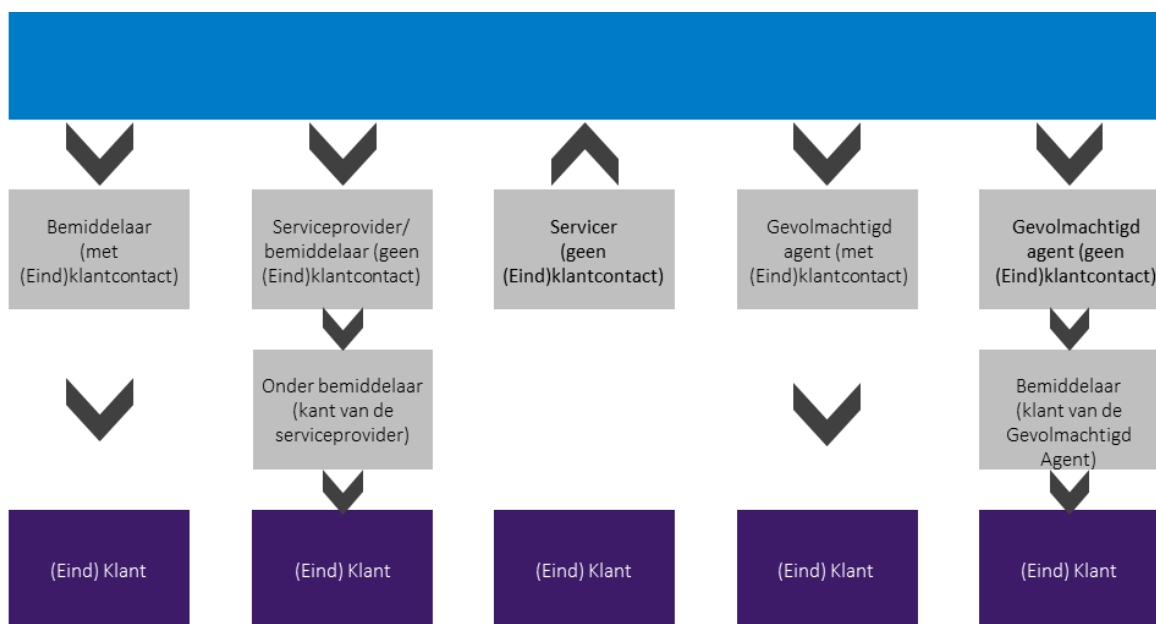 Bemiddelaar
(met
(Eind)klantcontact)
Serviceprovider/
bemiddelaar (geen
(Eind)klantcontact)
Servicer
(geen
(Eind)klantcontact)
Gevolmachtigd
agent (met
(Eind)klantcontact)
Gevolmachtigd
agent (geen
(Eind)klantcontact)
Onder bemiddelaar
(kant van de
serviceprovider)
Bemiddelaar
(klant van de
Gevolmachtigd
Agent)
(Eind) Klant
(Eind) Klant
(Eind) Klant
(Eind) Klant
(Eind) Klant